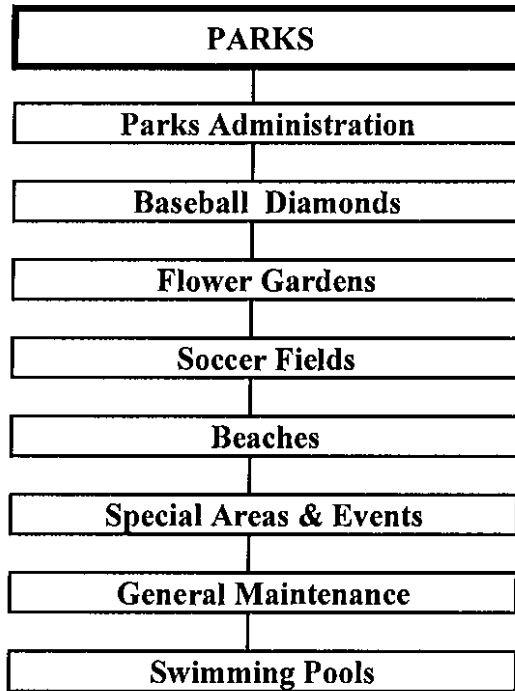 PARKS
Parks Administration
Baseball Diamonds
Flower Gardens
Soccer Fields
Beaches
Special Areas & Events
General Maintenance
Swimming Pools